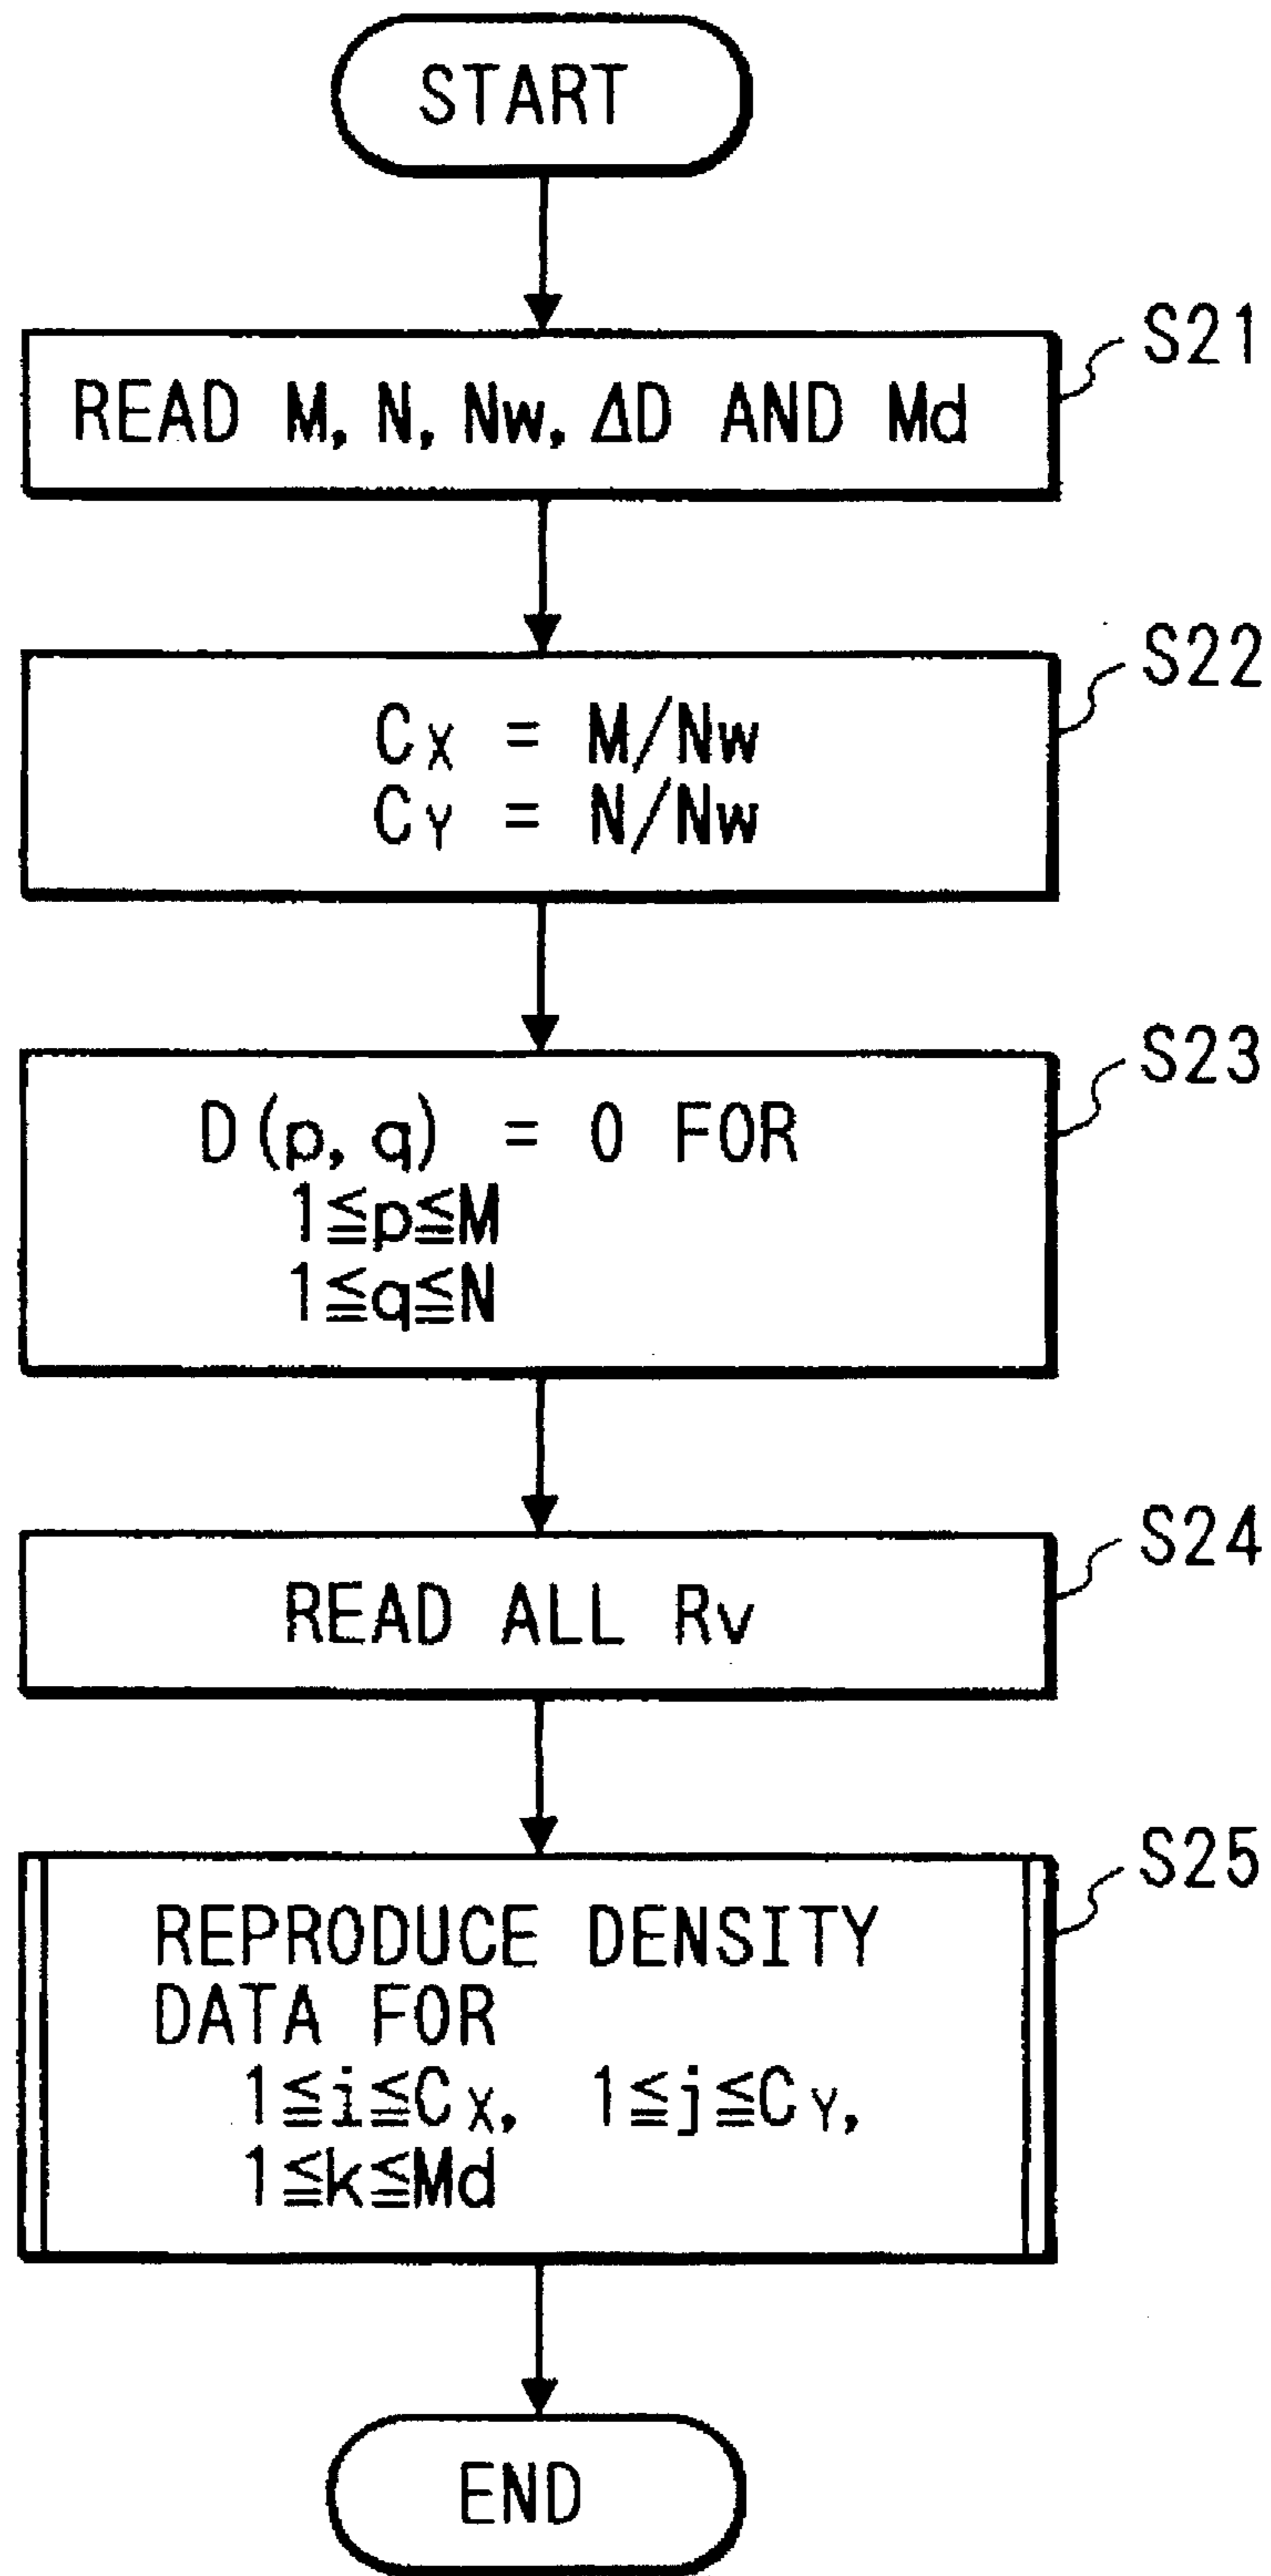 START
S21
READ M, N, Nw, ΔD AND Md
S22
CX = M/Nw
CY = N/Nw
S23
D(p, q) = 0 FOR
1≦p≦M
1≦q≦N
S24
READ ALL Rv
S25
REPRODUCE DENSITY
DATA FOR
1≦i≦CX, 1≦j≦CY,
1≦k≦Md
END